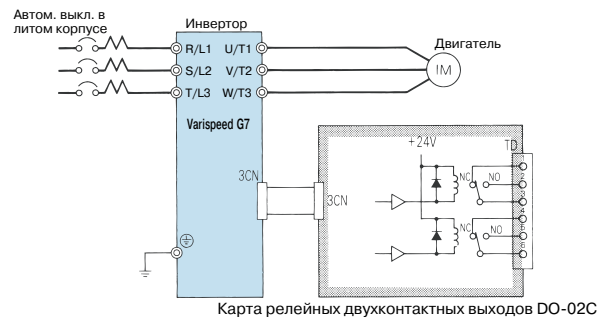 Автом. выкл. в
литом корпусе
Инвертор
R/L1 U/T1
Двигатель
S/L2 V/T2
IM
T/L3 W/T3
Varispeed G7
+24V
TD
1
NC NO
2
3CN
3
3CN
4
NC NO
5
6
Карта релейных двухконтактных выходов DO-02C